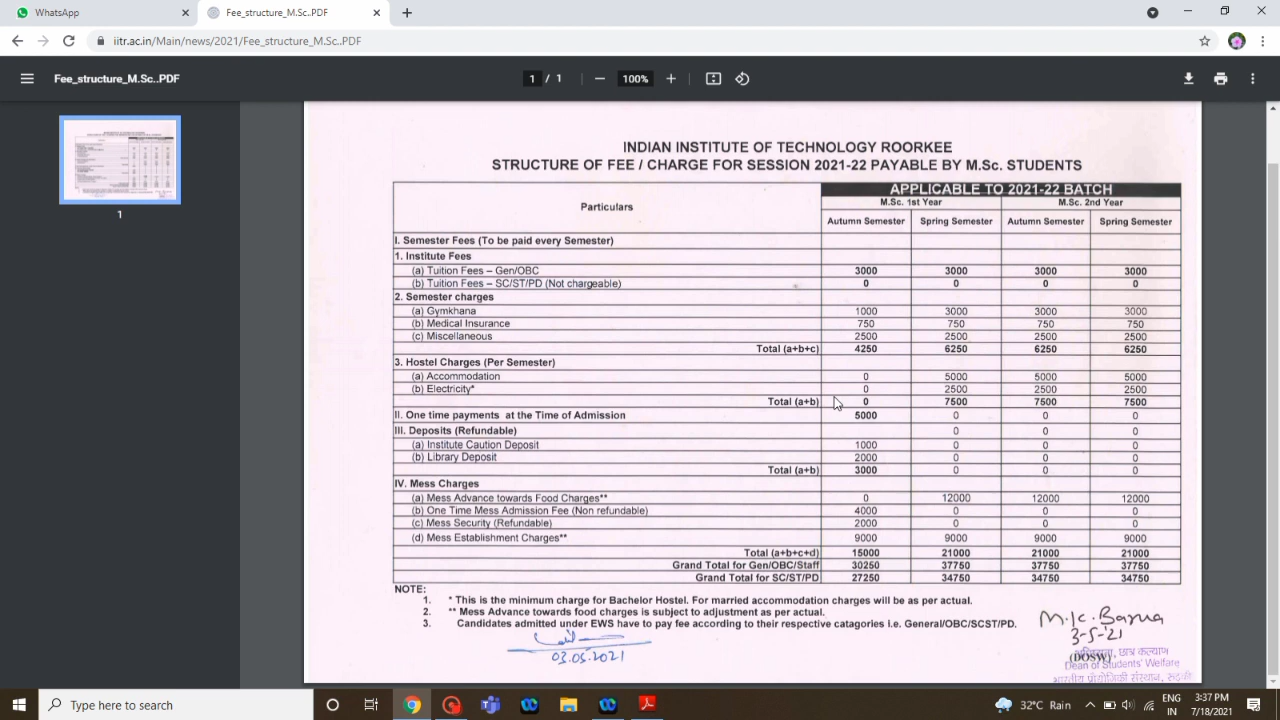 WhatsApp
Fee_structure_M.Sc..PDF
iitr.ac.in/Main/news/2021/Fee_structure_M.Sc..PDF
Fee_structure_M.Sc..PDF
1 / 1
100%
1
INDIAN INSTITUTE OF TECHNOLOGY ROORKEE
STRUCTURE OF FEE / CHARGE FOR SESSION 2021-22 PAYABLE BY M.Sc. STUDENTS
APPLICABLE TO 2021-22 BATCH
Particulars
M.Sc. 1st Year M.Sc. 2nd Year
Autumn Semester Spring Semester Autumn Semester Spring Semester
I. Semester Fees (To be paid every Semester)
1. Institute Fees
(a) Tuition Fees – Gen/OBC 3000 3000 3000 3000
(b) Tuition Fees – SC/ST/PD (Not chargeable) 0 0 0 0
2. Semester charges
(a) Gymkhana 1000 3000 3000 3000
(b) Medical Insurance 750 750 750 750
(c) Miscellaneous 2500 2500 2500 2500
Total (a+b+c) 4250 6250 6250 6250
3. Hostel Charges (Per Semester)
(a) Accommodation 0 5000 5000 5000
(b) Electricity* 0 2500 2500 2500
Total (a+b) 0 7500 7500 7500
II. One time payments at the Time of Admission 5000 0 0 0
III. Deposits (Refundable) 0 0 0
(a) Institute Caution Deposit 1000 0 0 0
(b) Library Deposit 2000 0 0 0
Total (a+b) 3000 0 0 0
IV. Mess Charges
(a) Mess Advance towards Food Charges** 0 12000 12000 12000
(b) One Time Mess Admission Fee (Non refundable) 4000 0 0 0
(c) Mess Security (Refundable) 2000 0 0 0
(d) Mess Establishment Charges** 9000 9000 9000 9000
Total (a+b+c+d) 15000 21000 21000 21000
Grand Total for Gen/OBC/Staff 30250 37750 37750 37750
Grand Total for SC/ST/PD 27250 34750 34750 34750
NOTE:
1. * This is the minimum charge for Bachelor Hostel. For married accommodation charges will be as per actual.
2. ** Mess Advance towards food charges is subject to adjustment as per actual.
3. Candidates admitted under EWS have to pay fee according to their respective catagories i.e. General/OBC/SCST/PD.
3-5-21
03.05.2021
छात्र कल्याण
(DOSW)
Dean of Students' Welfare
Type here to search
32°C Rain
ENG
IN
3:37 PM
7/18/2021